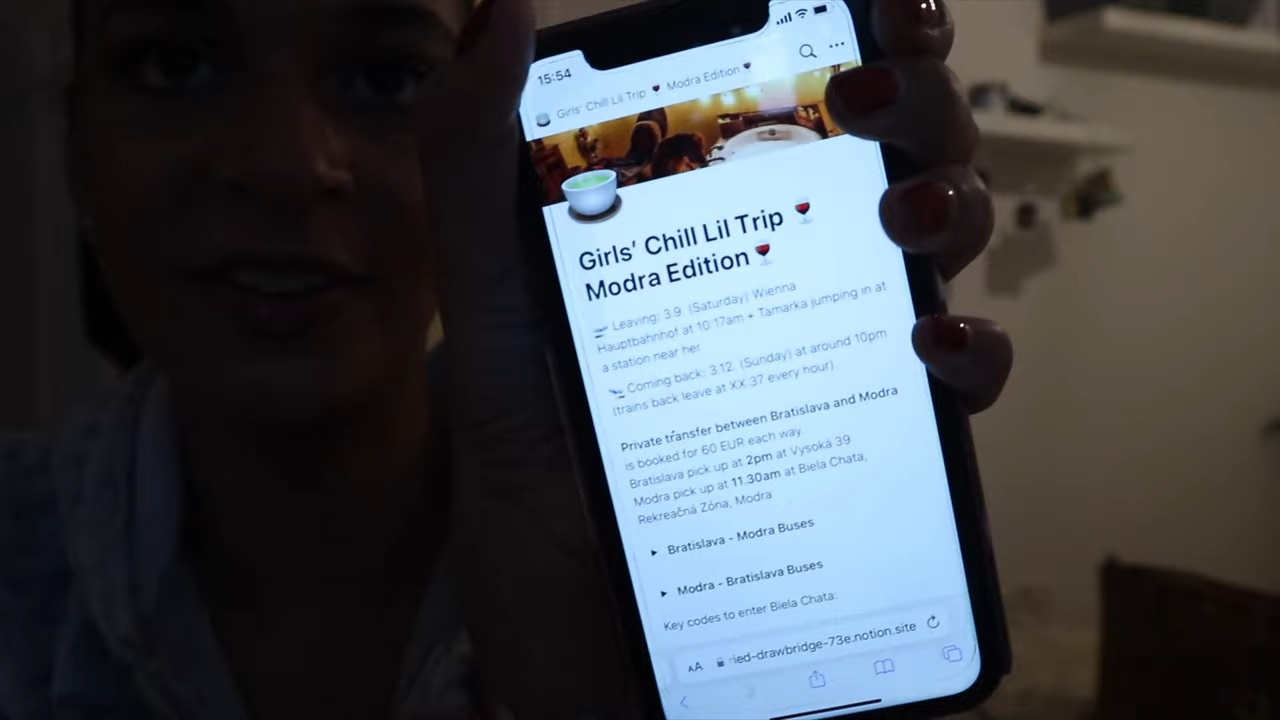 15:54
Girls' Chill Lil Trip 🍷 Modra Edition🍷
Girls' Chill Lil Trip 🍷
Modra Edition🍷
🛫 Leaving: 3.9. (Saturday) Wienna
Hauptbahnhof at 10:17am + Tamarka jumping in at
a station near her.
🛬 Coming back: 3.12. (Sunday) at around 10pm
(trains back leave at XX:37 every hour)
Private transfer between Bratislava and Modra
is booked for 60 EUR each way.
Bratislava pick up at 2pm at Vysoká 39
Modra pick up at 11.30am at Biela Chata,
Rekreačná Zóna, Modra
▶ Bratislava - Modra Buses
▶ Modra - Bratislava Buses
Key codes to enter Biela Chata:
AA ried-drawbridge-73e.notion.site